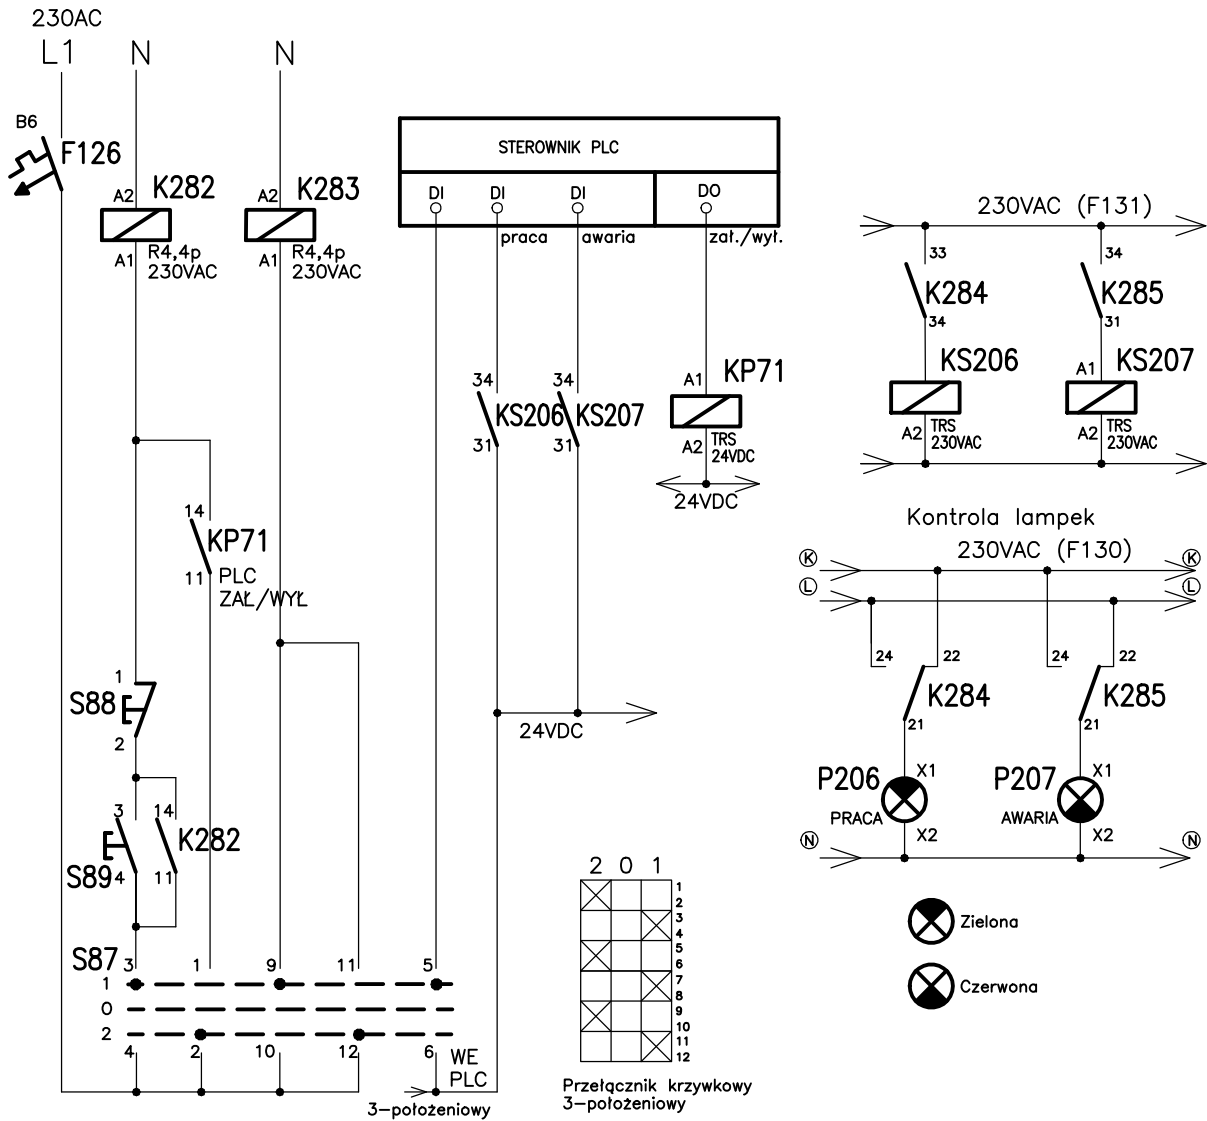 230AC
L1
N
N
B6
F126
A2
K282
A1
R4,4p
230VAC
A2
K283
A1
R4,4p
230VAC
14
KP71
11
PLC
ZAŁ/WYŁ
1
S88
2
3
14
K282
S89
4
11
S87
3
1
9
11
5
1
0
2
4
2
10
12
6
WE
PLC
3-położeniowy
STEROWNIK PLC
DI
DI
DI
DO
praca
awaria
zał./wył.
34
KS206
31
34
KS207
31
A1
KP71
A2
TRS
24VDC
24VDC
24VDC
2 0 1
1
2
3
4
5
6
7
8
9
10
11
12
Przełącznik krzywkowy
3-położeniowy
230VAC (F131)
33
K284
34
KS206
A2
TRS
230VAC
34
K285
31
A1
KS207
A2
TRS
230VAC
Kontrola lampek
230VAC (F130)
K
K
L
L
24
22
K284
21
24
22
K285
21
P206
X1
PRACA
X2
P207
X1
AWARIA
X2
N
N
Zielona
Czerwona